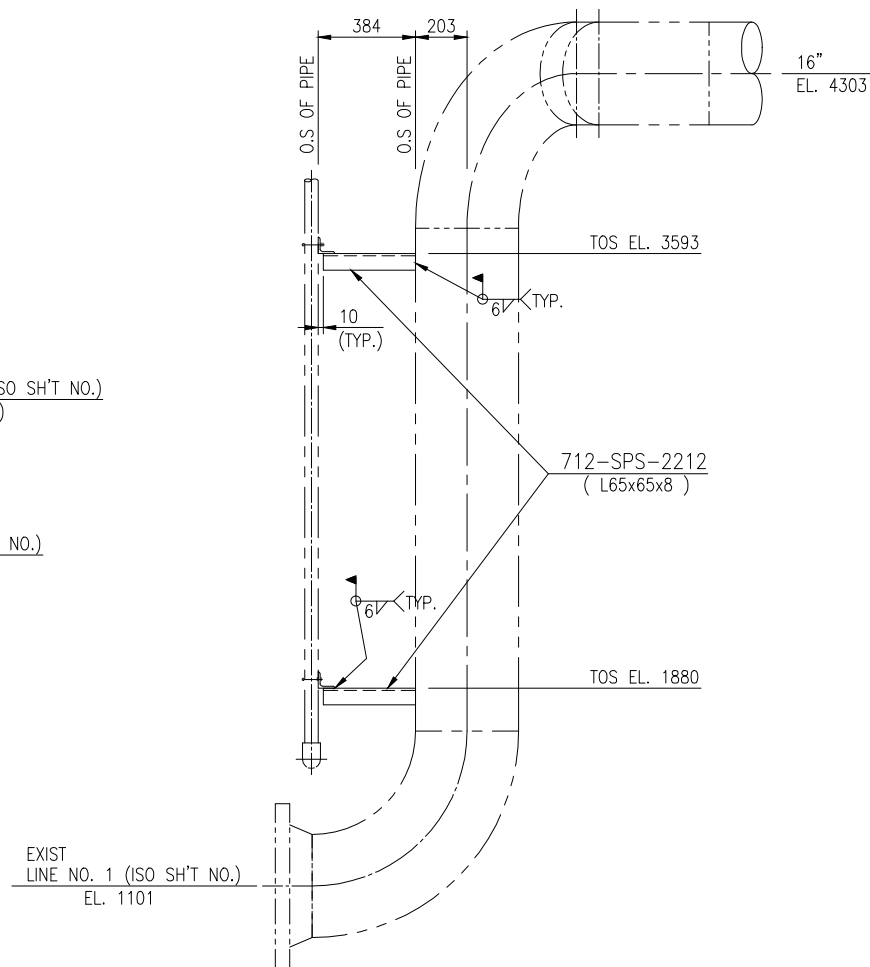 384
203
O.S OF PIPE
O.S OF PIPE
16"
EL. 4303
TOS EL. 3593
6
TYP.
10
(TYP.)
SO SH'T NO.)
)
712-SPS-2212
( L65x65x8 )
NO.)
6
TYP.
TOS EL. 1880
EXIST
LINE NO. 1 (ISO SH'T NO.)
EL. 1101